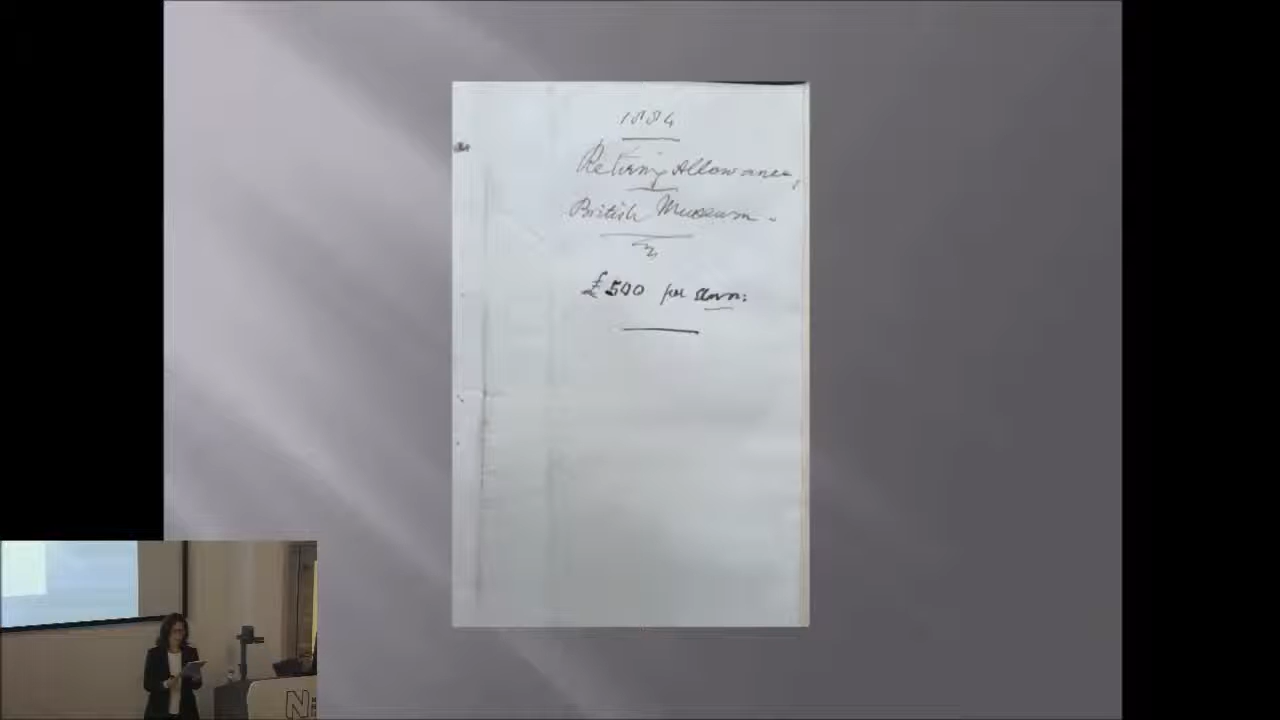 1884
Retiring Allowance,
British Museum.
£500 per Ann:
N